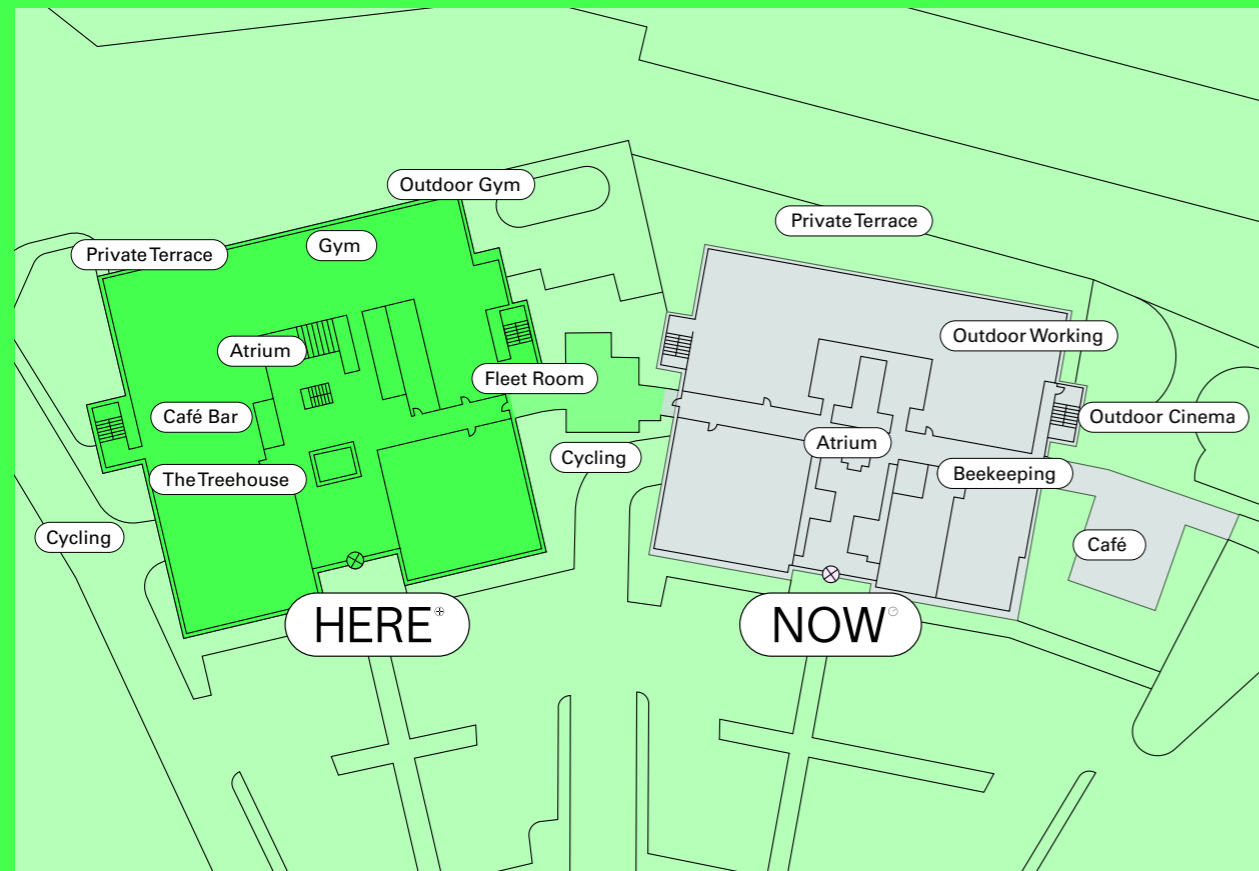 Outdoor Gym
Private Terrace
Gym
Private Terrace
Outdoor Working
Atrium
Fleet Room
Café Bar
Outdoor Cinema
Atrium
Cycling
The Treehouse
Beekeeping
Cycling
Café
HERE
NOW